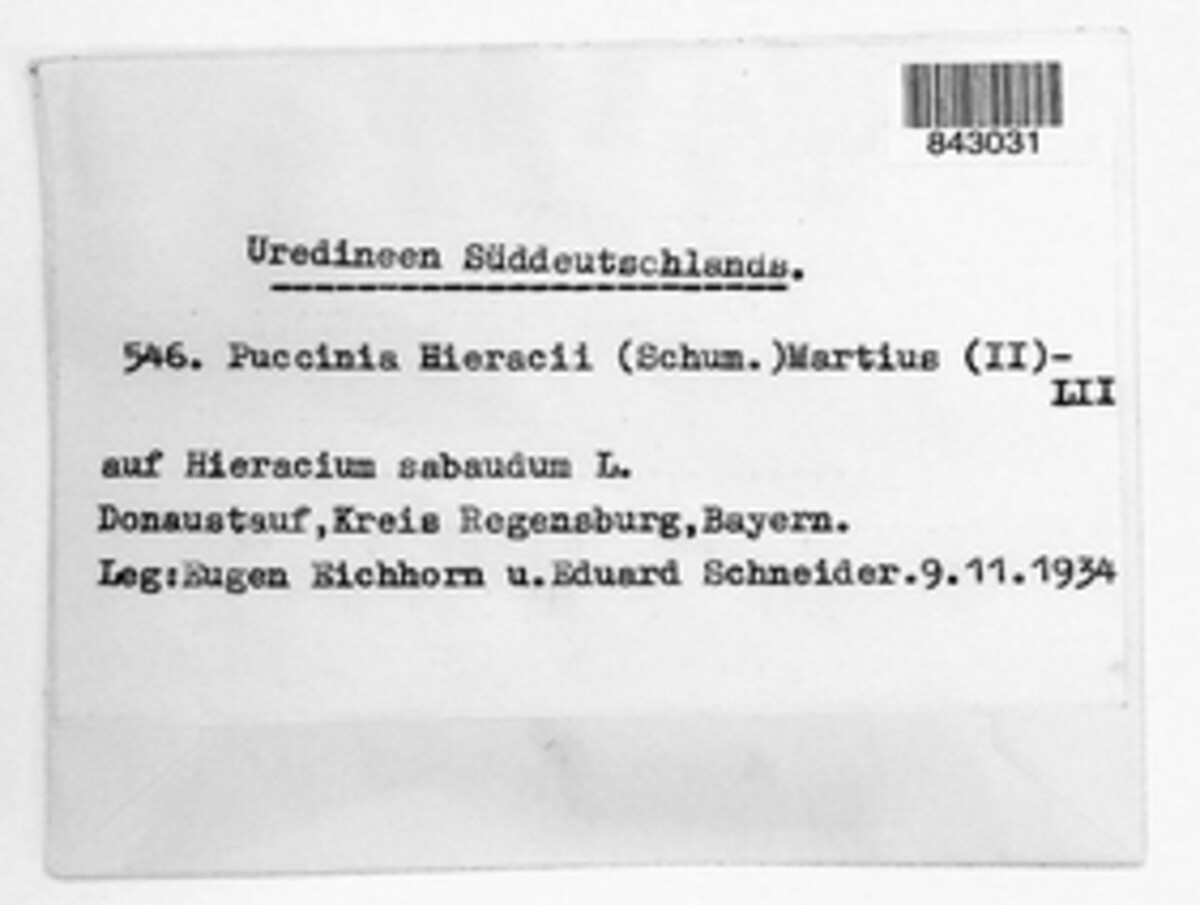 843031
Uredineen Süddeutschlands.
546. Puccinia Hieracii (Schum.)Martius (II)-
LII
auf Hieracium sabaudum L.
Donaustauf,Kreis Regensburg,Bayern.
Leg:Eugen Eichhorn u.Eduard Schneider.9.11.1934